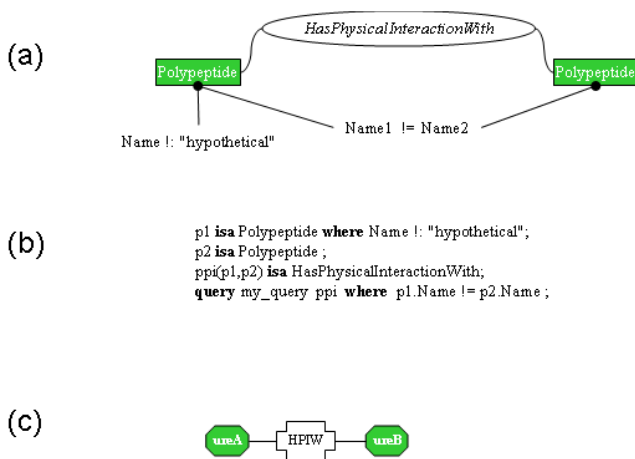 HasPhysicalInteractionWith
(a)
Polypeptide
Polypeptide
Name1 != Name2
Name !: "hypothetical"
(b)
p1 isa Polypeptide where Name !: "hypothetical";
p2 isa Polypeptide ;
ppi(p1,p2) isa HasPhysicalInteractionWith;
query my_query ppi where p1.Name != p2.Name ;
(c)
ureA
HPIW
ureB